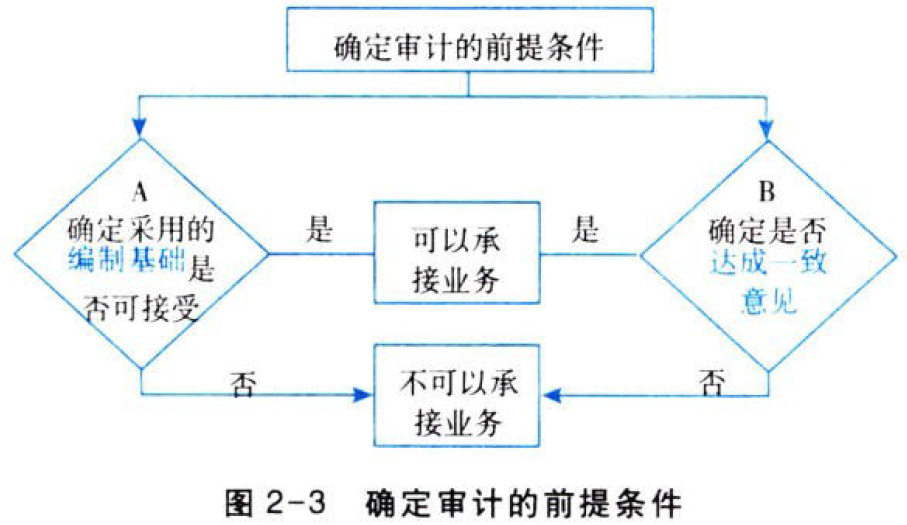 确定审计的前提条件
A
确定采用的
编制基础是
否可接受
是
可以承
接业务
是
B
确定是否
达成一致
意见
否
不可以承
接业务
否
图 2-3 确定审计的前提条件